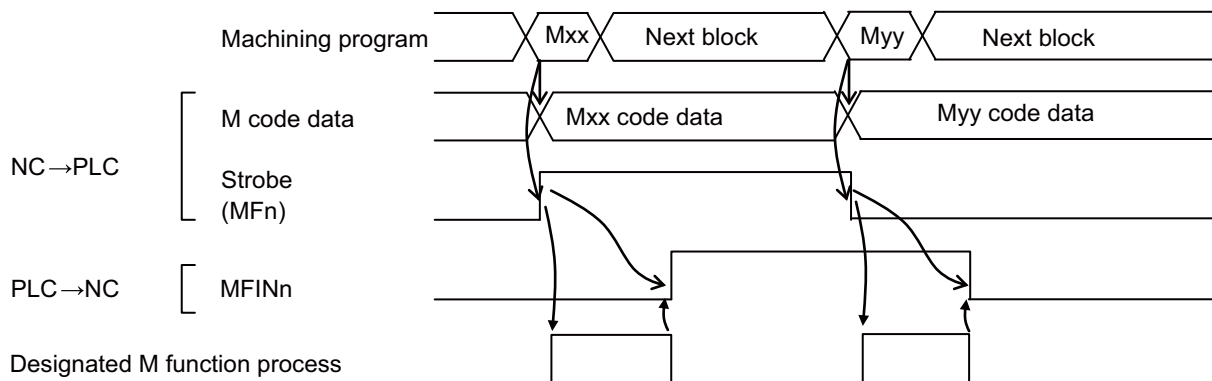 Machining program Mxx Next block Myy Next block
M code data Mxx code data Myy code data
NC→PLC
Strobe
(MFn)
PLC→NC MFINn
Designated M function process